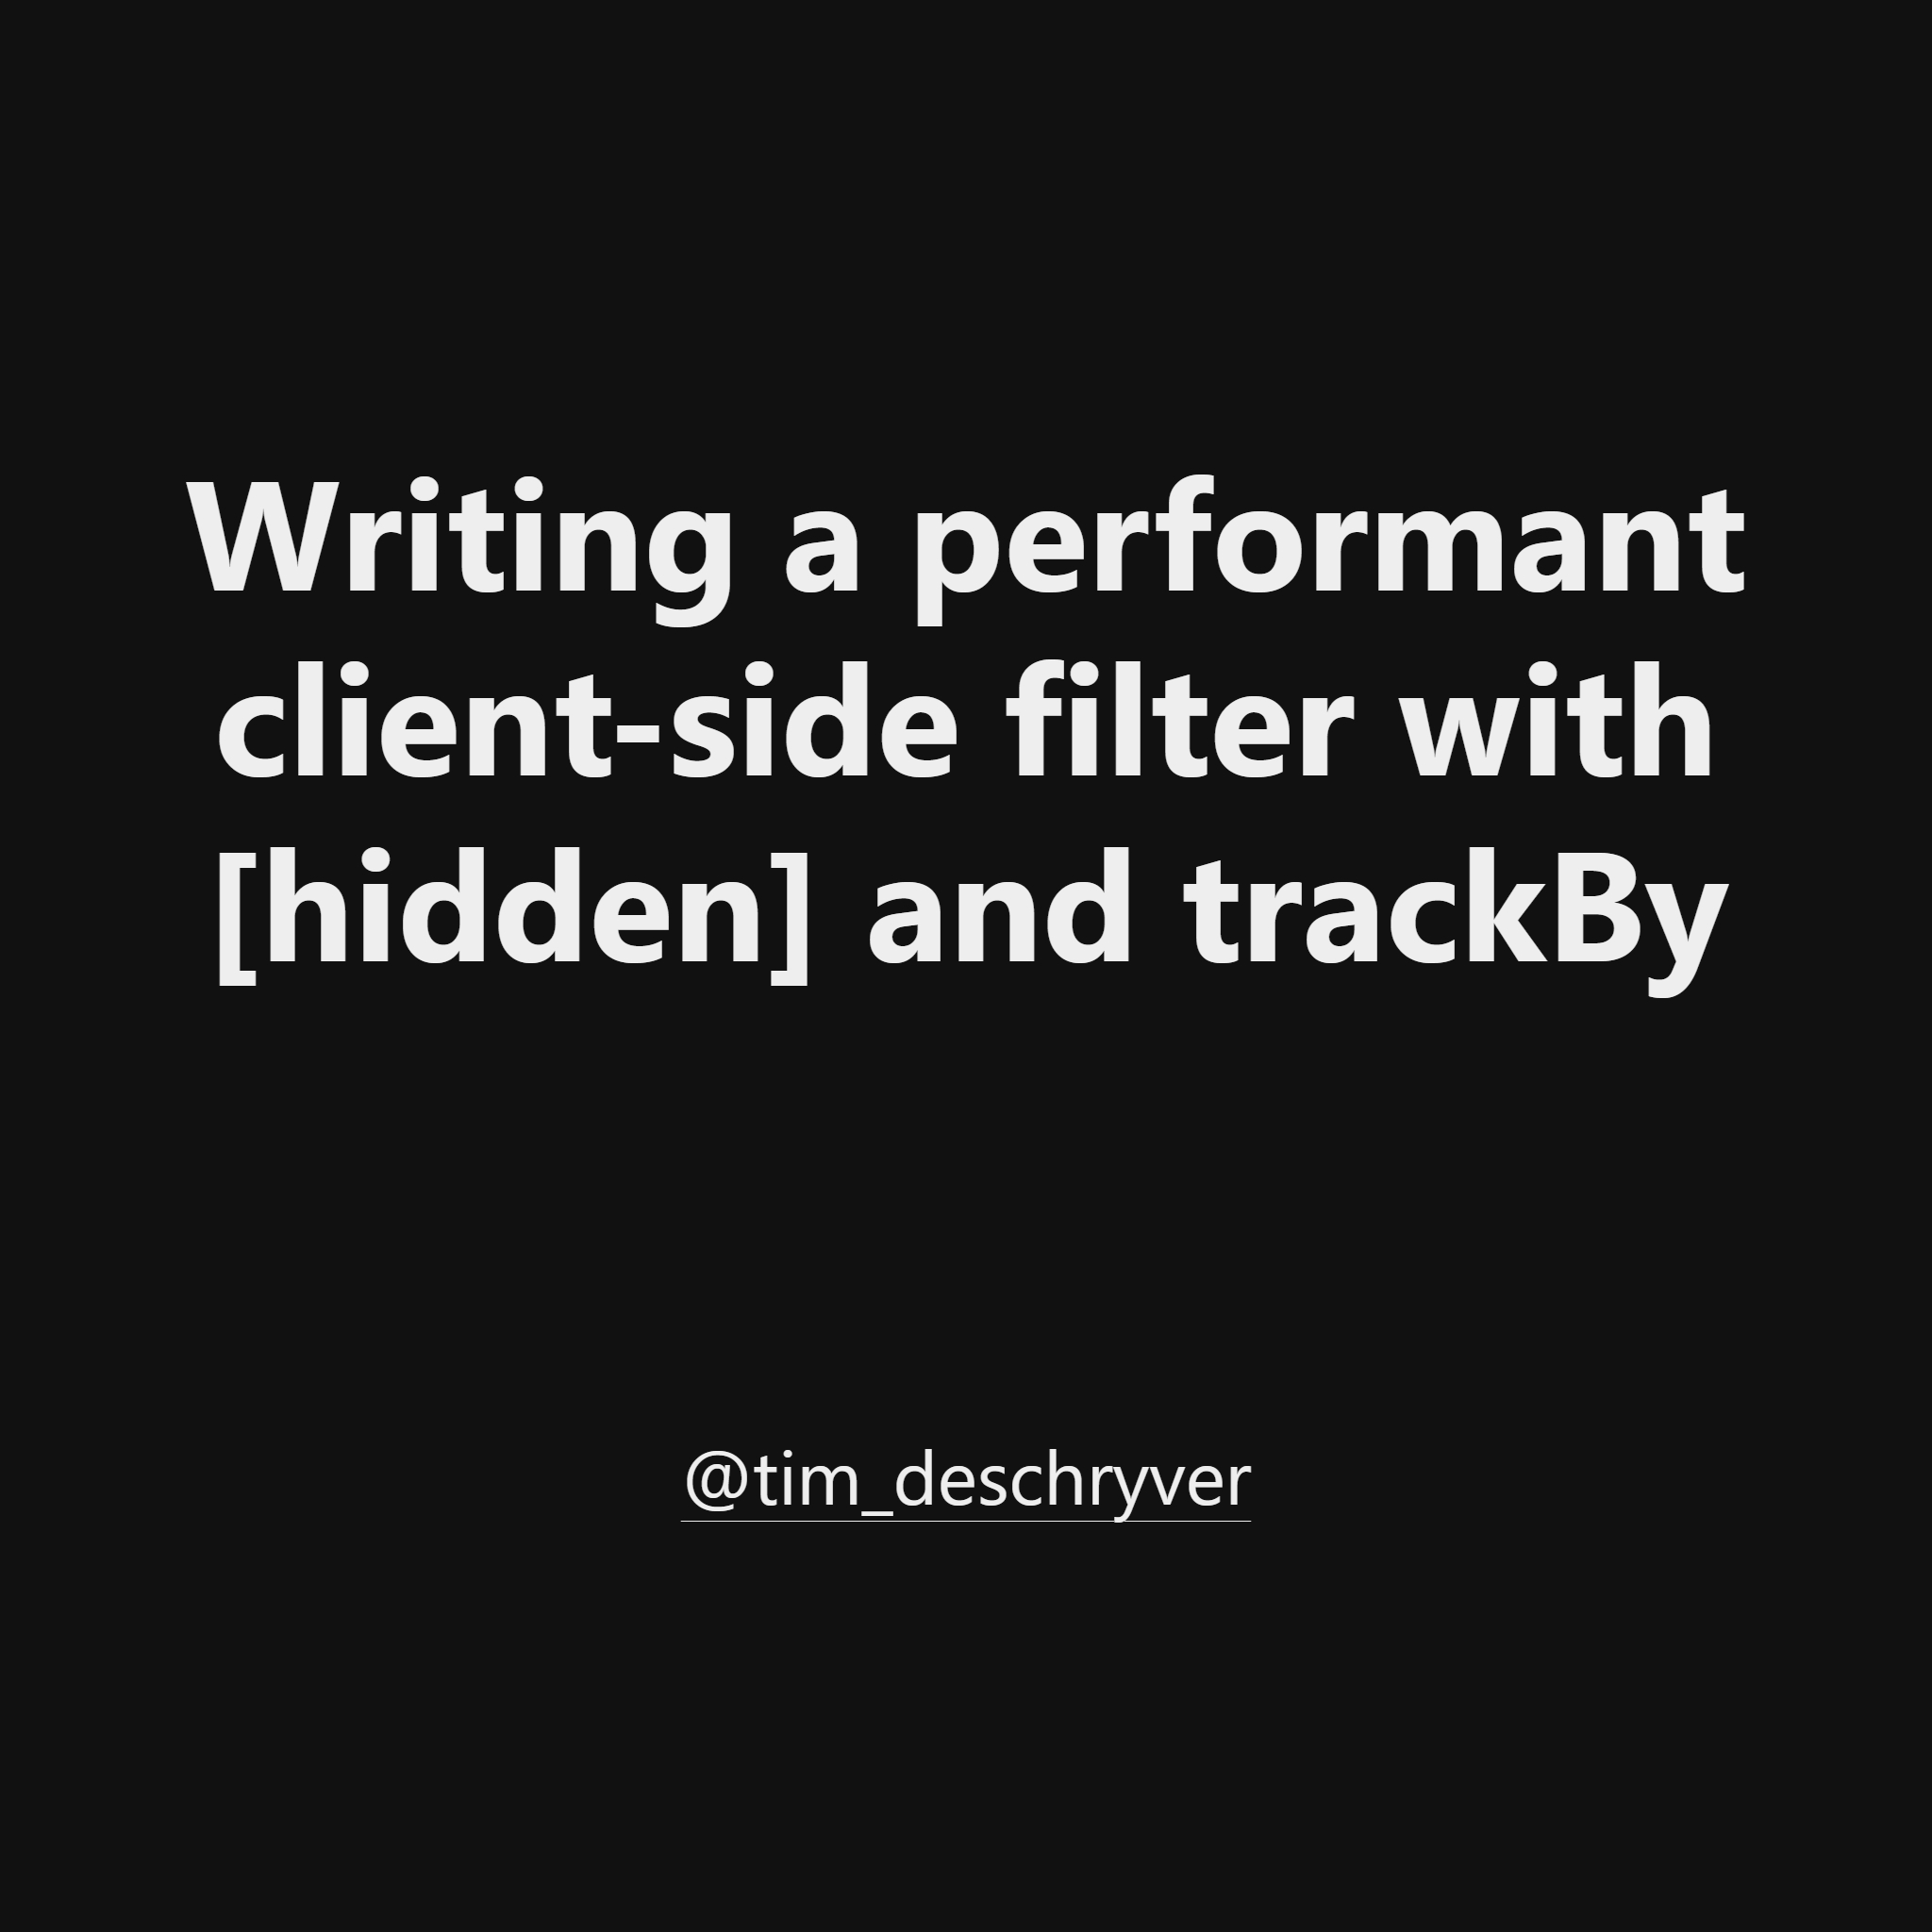 Writing a performant
client-side filter with
[hidden] and trackBy
@tim_deschryver